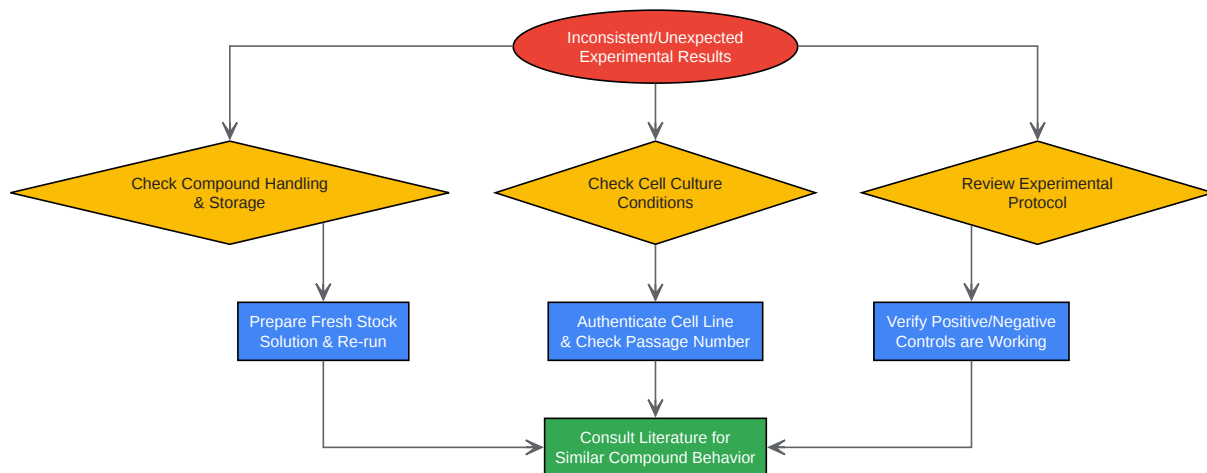 Inconsistent/Unexpected
Experimental Results
Check Compound Handling
& Storage
Check Cell Culture
Conditions
Review Experimental
Protocol
Prepare Fresh Stock
Solution & Re-run
Authenticate Cell Line
& Check Passage Number
Verify Positive/Negative
Controls are Working
Consult Literature for
Similar Compound Behavior